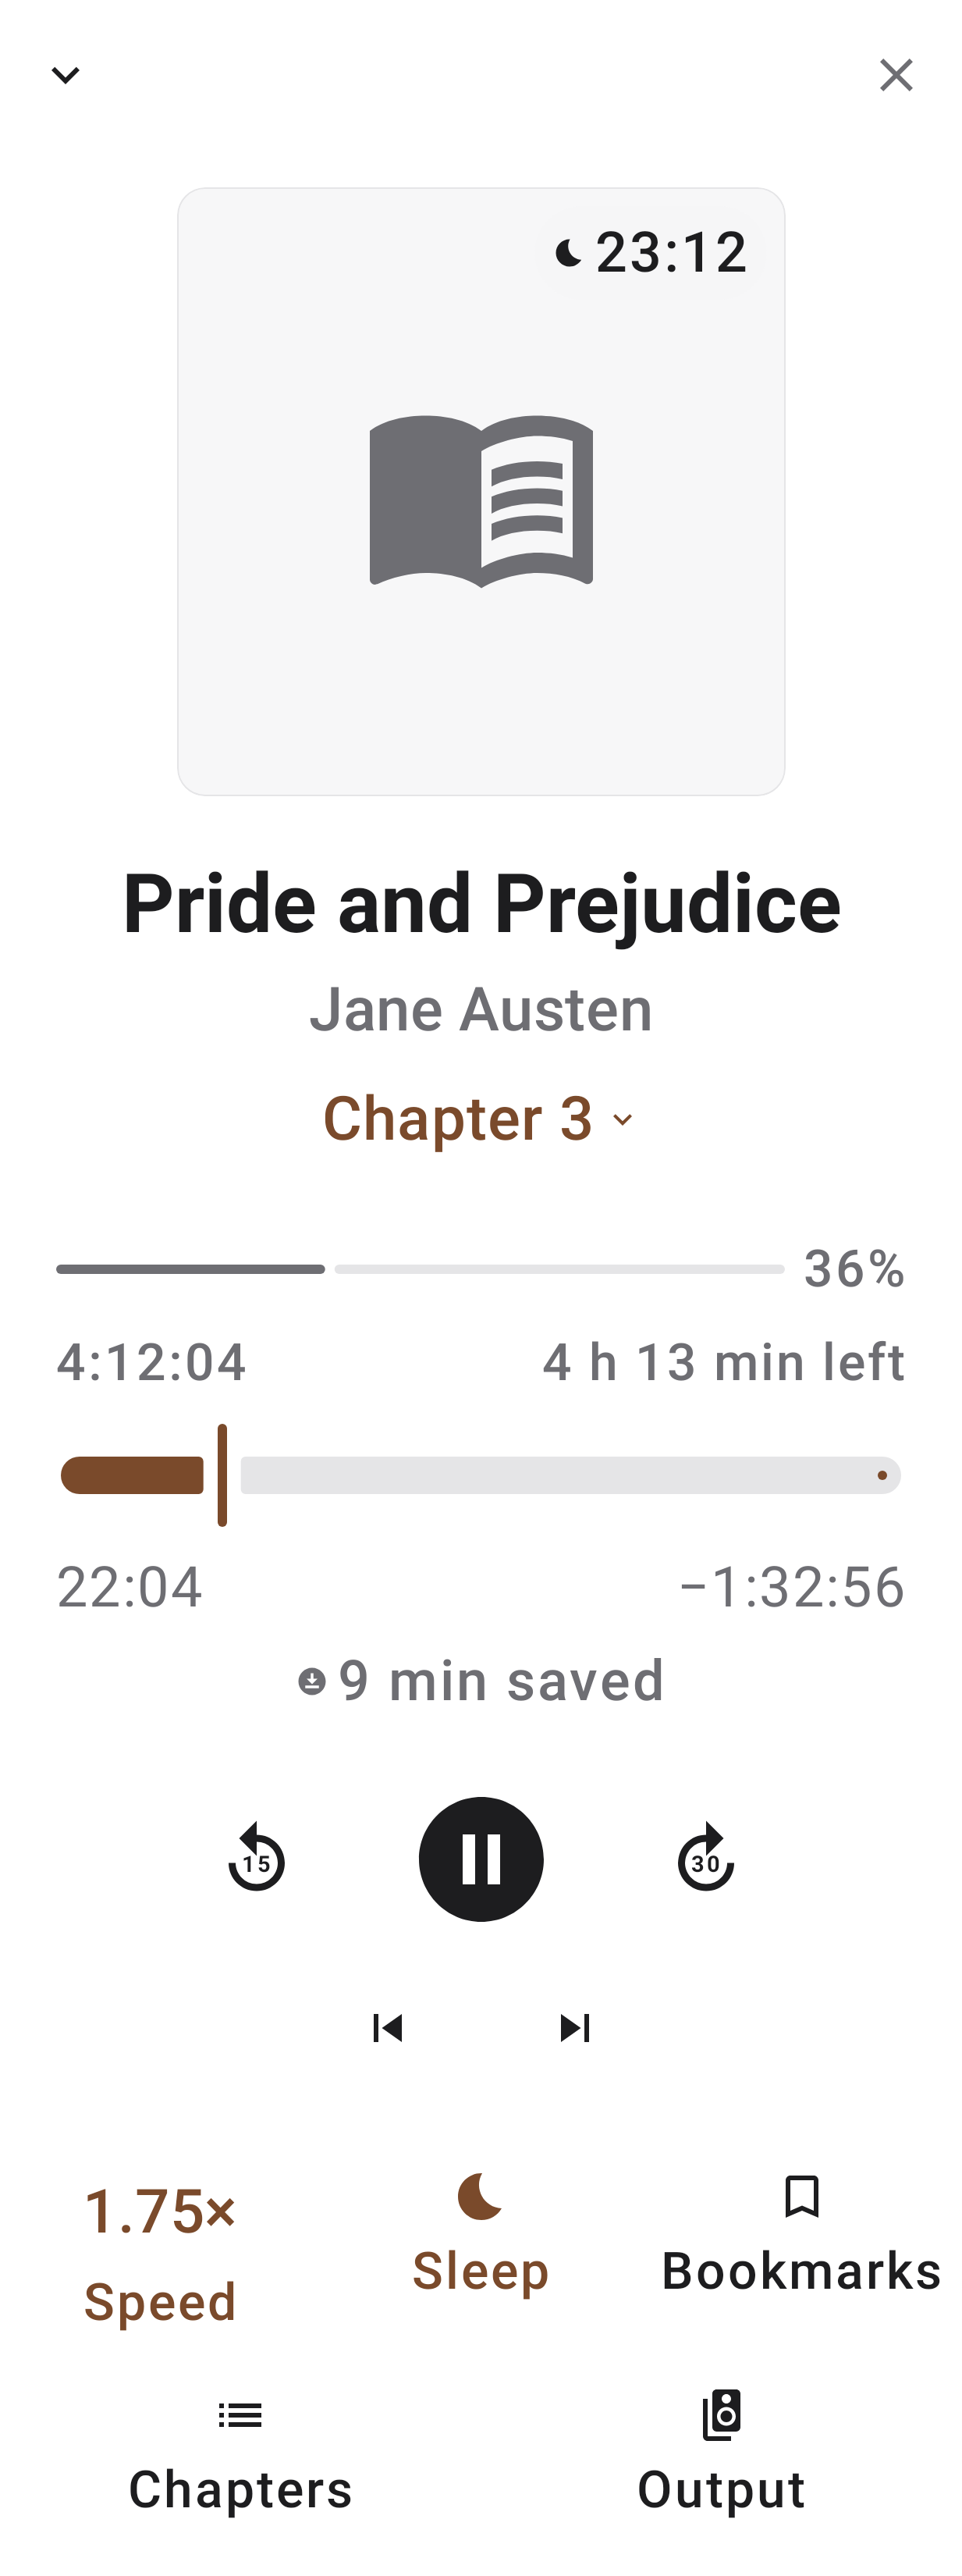 23:12
Pride and Prejudice
Jane Austen
Chapter 3
36%
4:12:04
4 h 13 min left
22:04
−1:32:56
9 min saved
15
30
1.75×
Speed
Sleep
Bookmarks
Chapters
Output